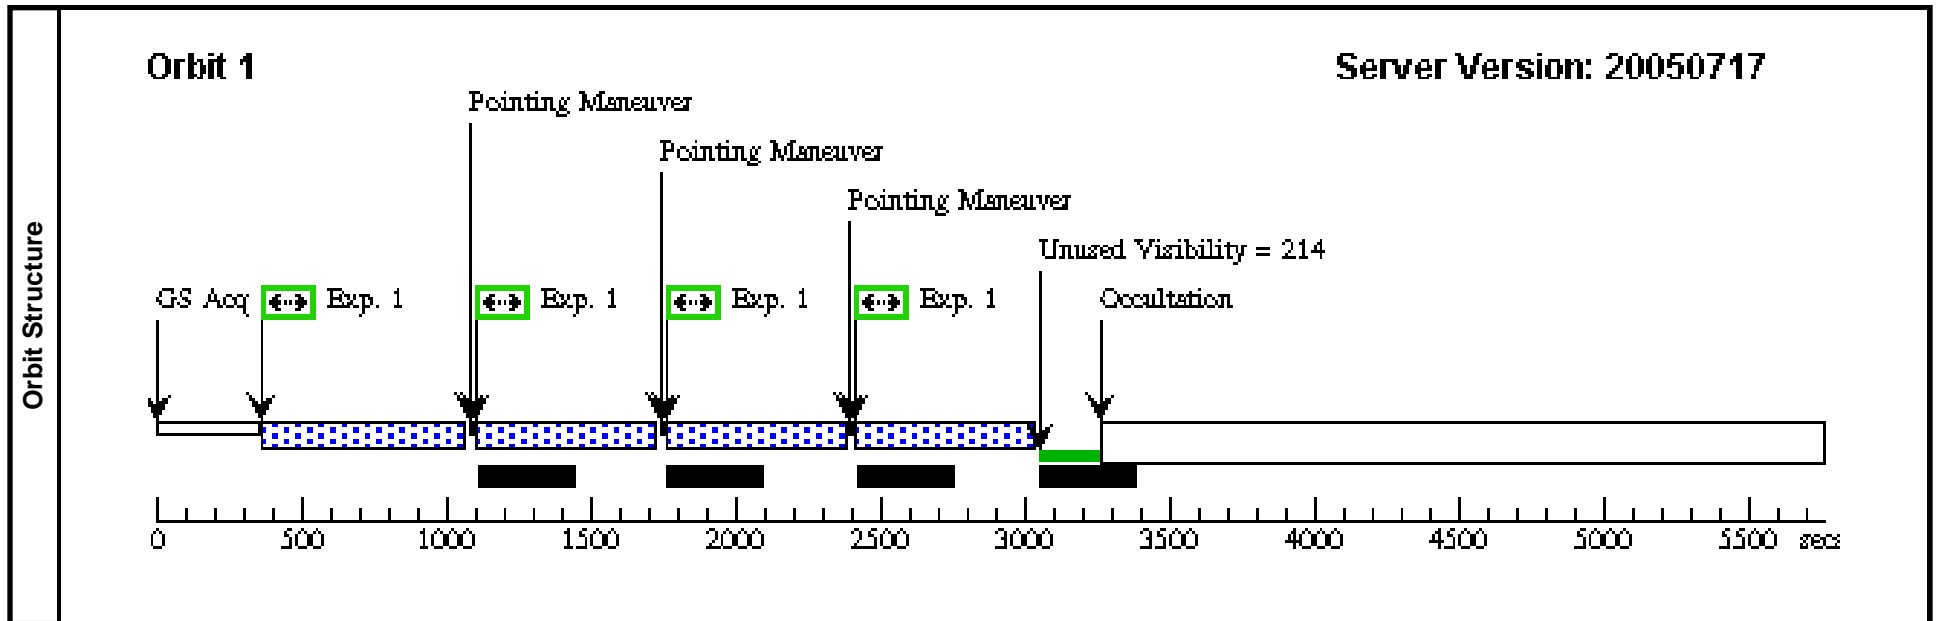 Orbit Structure
Orbit 1
Server Version: 20050717
Pointing Maneuver
Pointing Maneuver
Pointing Maneuver
Unused Visibility = 214
GS Acq
Exp. 1
Exp. 1
Exp. 1
Exp. 1
Occultation
0 500 1000 1500 2000 2500 3000 3500 4000 4500 5000 5500 secs